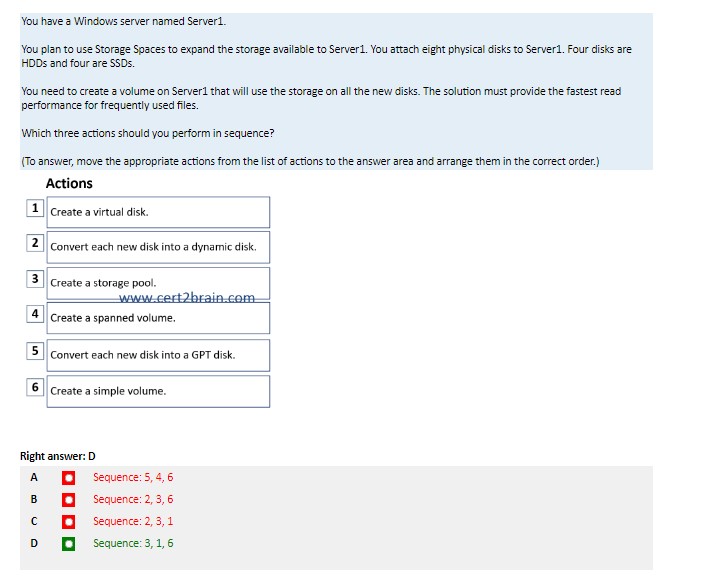 You have a Windows server named Server1.
You plan to use Storage Spaces to expand the storage available to Server1. You attach eight physical disks to Server1. Four disks are
HDDs and four are SSDs.
You need to create a volume on Server1 that will use the storage on all the new disks. The solution must provide the fastest read
performance for frequently used files.
Which three actions should you perform in sequence?
(To answer, move the appropriate actions from the list of actions to the answer area and arrange them in the correct order.)
Actions
1 Create a virtual disk.
2 Convert each new disk into a dynamic disk.
3 Create a storage pool.
www.cert2brain.com
4 Create a spanned volume.
5 Convert each new disk into a GPT disk.
6 Create a simple volume.
Right answer: D
A Sequence: 5, 4, 6
B Sequence: 2, 3, 6
C Sequence: 2, 3, 1
D Sequence: 3, 1, 6